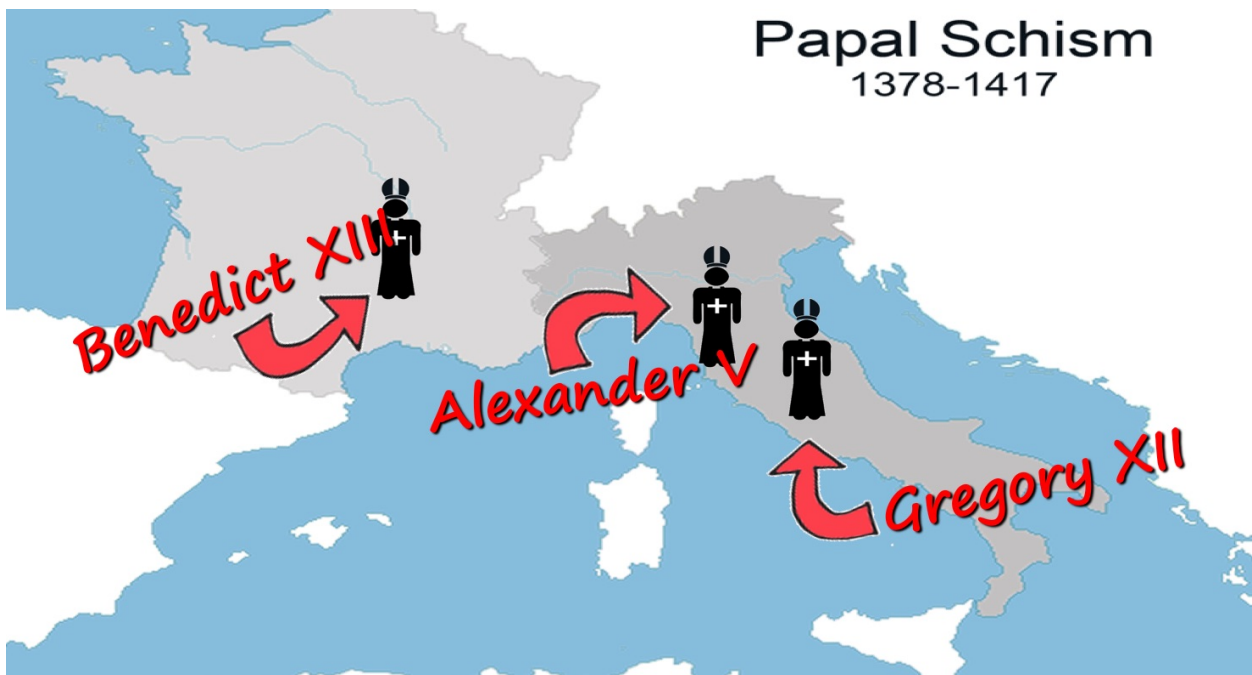 Papal Schism
1378-1417
Benedict XIII
Alexander V
Gregory XII